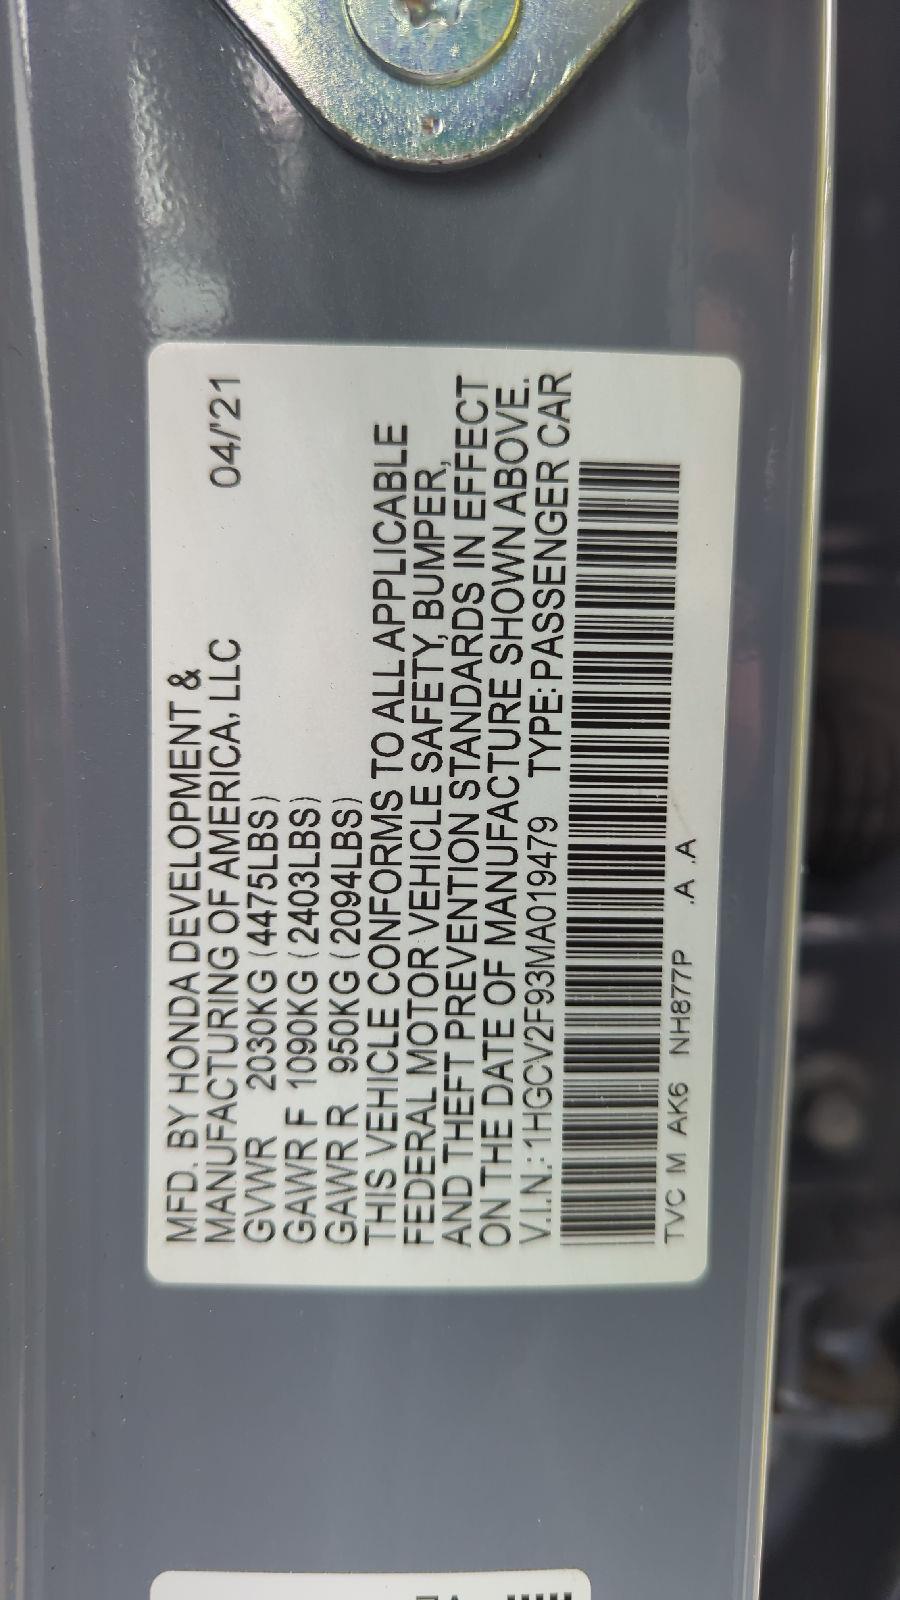 MFD. BY HONDA DEVELOPMENT &
MANUFACTURING OF AMERICA, LLC 04/'21
GVWR 2030KG (4475LBS)
GAWR F 1090KG (2403LBS)
GAWR R 950KG (2094LBS)
THIS VEHICLE CONFORMS TO ALL APPLICABLE
FEDERAL MOTOR VEHICLE SAFETY, BUMPER,
AND THEFT PREVENTION STANDARDS IN EFFECT
ON THE DATE OF MANUFACTURE SHOWN ABOVE.
V.I.N.: 1HGCV2F93MA019479 TYPE: PASSENGER CAR
TVC M AK6 NH877P .A .A